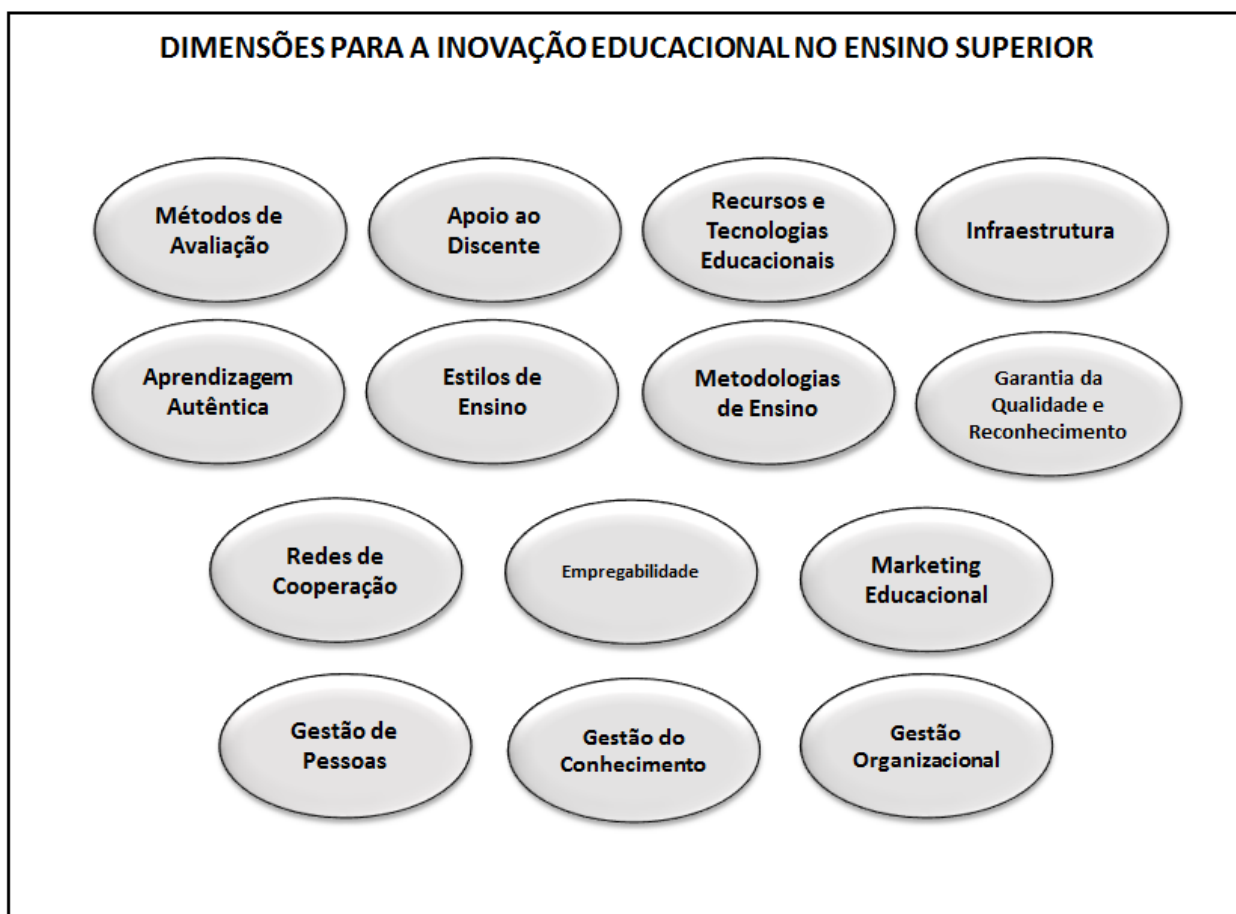 DIMENSÕES PARA A INOVAÇÃO EDUCACIONAL NO ENSINO SUPERIOR
Métodos de
Avaliação
Apoio ao
Discente
Recursos e
Tecnologias
Educacionais
Infraestrutura
Aprendizagem
Autêntica
Estilos de
Ensino
Metodologias
de Ensino
Garantia da
Qualidade e
Reconhecimento
Redes de
Cooperação
Empregabilidade
Marketing
Educacional
Gestão de
Pessoas
Gestão do
Conhecimento
Gestão
Organizacional